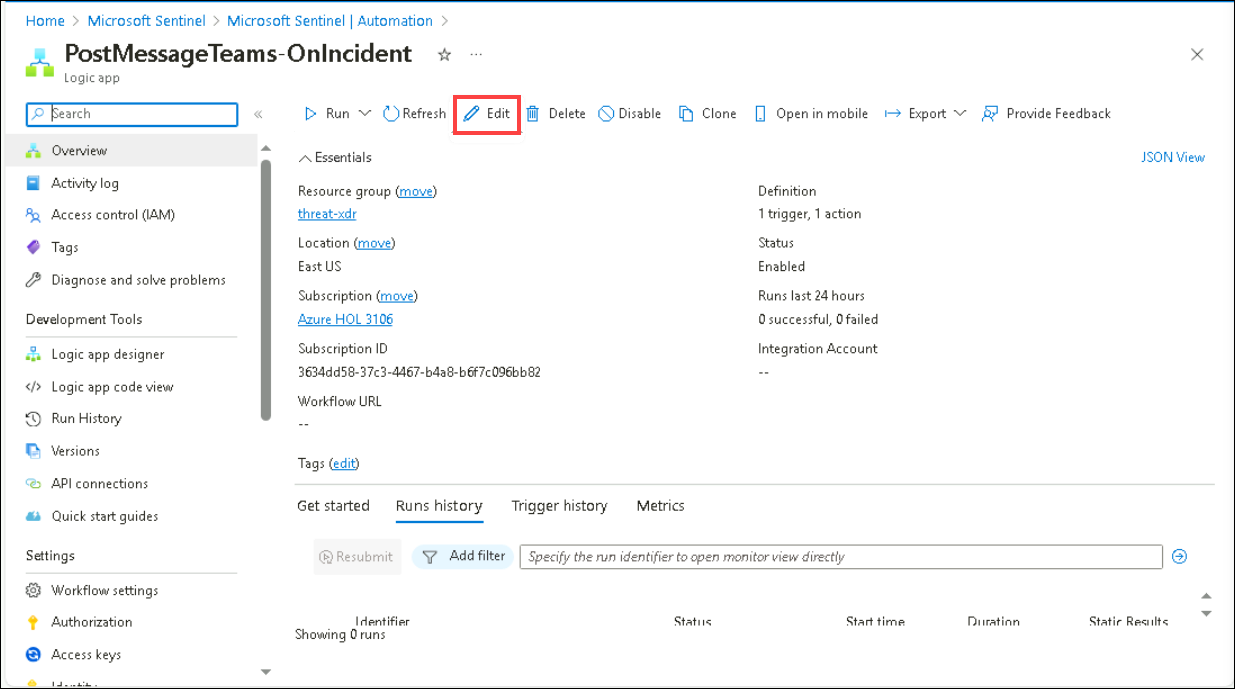 Home > Microsoft Sentinel > Microsoft Sentinel | Automation >
PostMessageTeams-OnIncident
Logic app
Search
«
Run
Refresh
Edit
Delete
Disable
Clone
Open in mobile
Export
Provide Feedback
Overview
Activity log
Access control (IAM)
Tags
Diagnose and solve problems
Development Tools
Logic app designer
Logic app code view
Run History
Versions
API connections
Quick start guides
Settings
Workflow settings
Authorization
Access keys
Identity
Essentials
JSON View
Resource group (move)
threat-xdr
Location (move)
East US
Subscription (move)
Azure HOL 3106
Subscription ID
3634dd58-37c3-4467-b4a8-b6f7c096bb82
Workflow URL
--
Definition
1 trigger, 1 action
Status
Enabled
Runs last 24 hours
0 successful, 0 failed
Integration Account
--
Tags (edit)
Get started
Runs history
Trigger history
Metrics
Resubmit
Add filter
Specify the run identifier to open monitor view directly
Identifier
Status
Start time
Duration
Static Results
Showing 0 runs